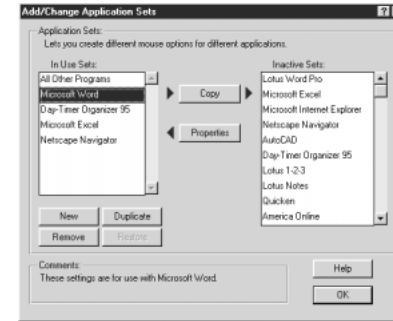 Add/Change Application Sets
Application Sets:
Lets you create different mouse options for different applications.
In Use Sets:
All Other Programs
Microsoft Word
Day-Timer Organizer 95
Microsoft Excel
Netscape Navigator
Copy
Properties
Inactive Sets:
Lotus Word Pro
Microsoft Excel
Microsoft Internet Explorer
Netscape Navigator
AutoCAD
Day-Timer Organizer 95
Lotus 1-2-3
Lotus Notes
Quicken
America Online
New Duplicate
Remove Restore
Comments:
These settings are for use with Microsoft Word.
Help
OK